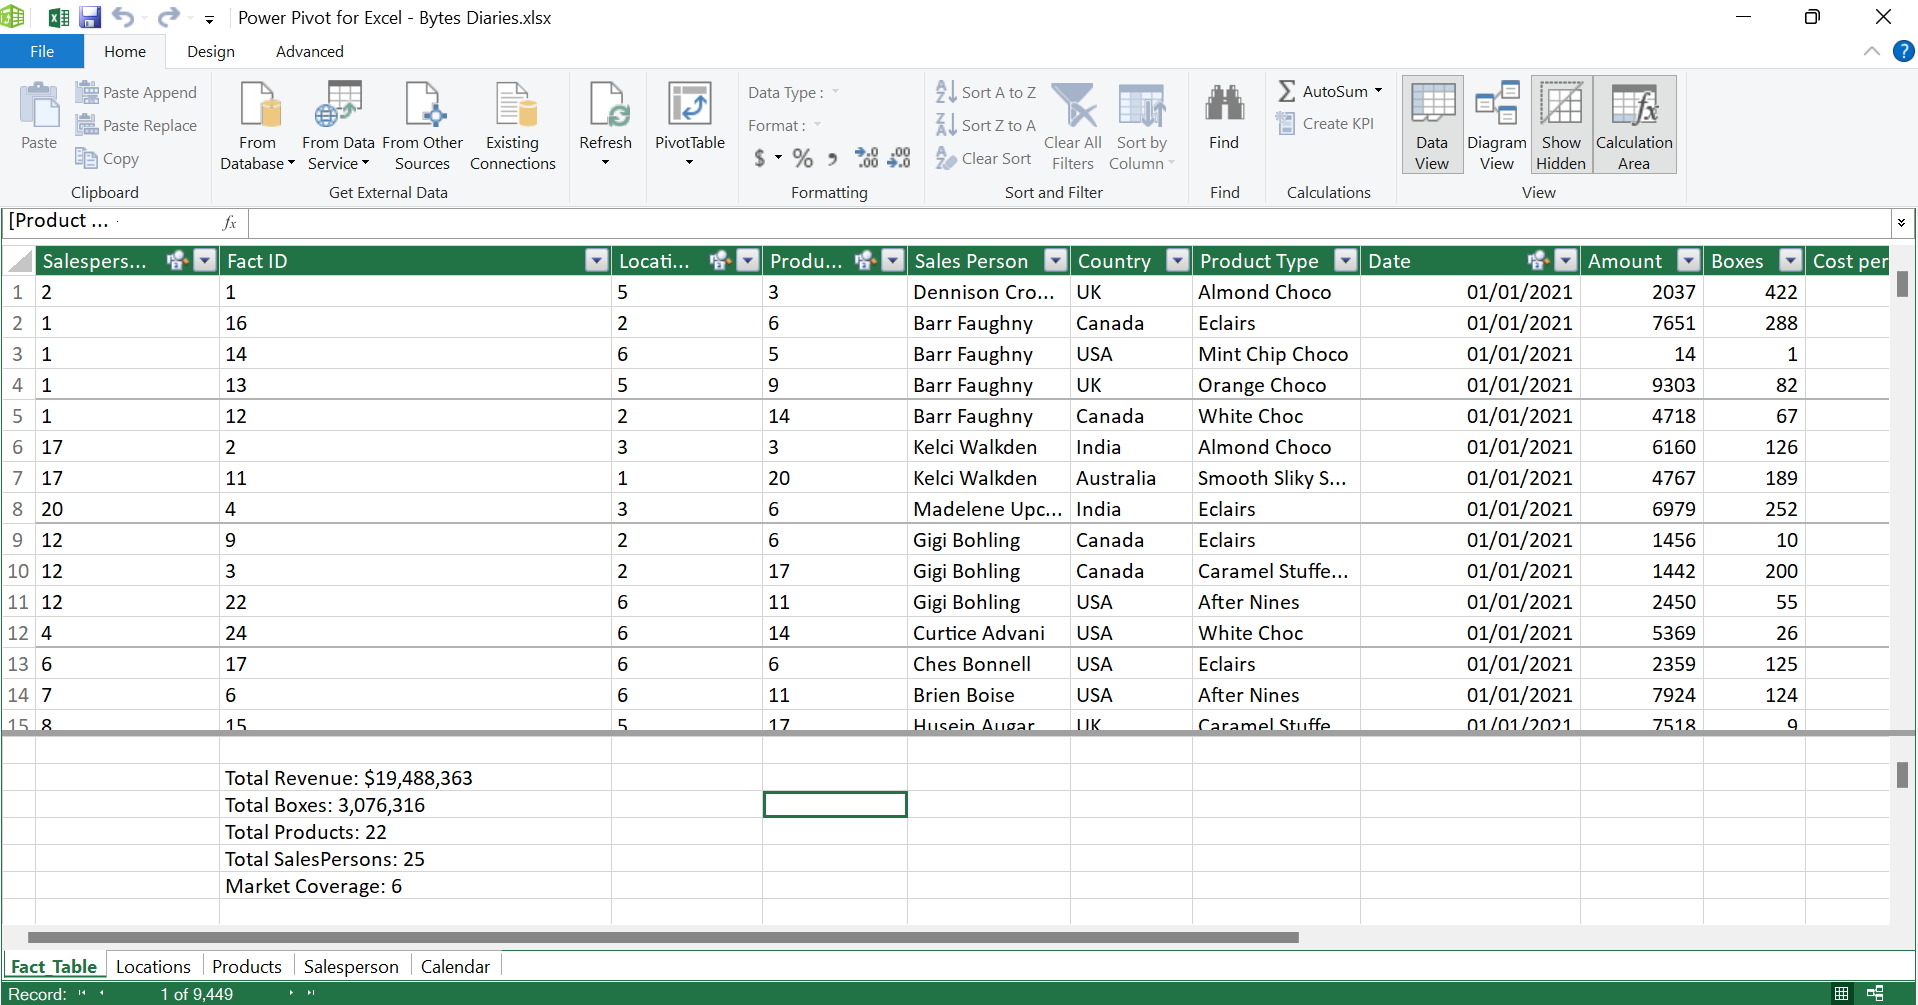 Power Pivot for Excel - Bytes Diaries.xlsx
File Home Design Advanced ?
Paste Paste Append Paste Replace Copy Clipboard
From Database From Data Service From Other Sources Existing Connections Get External Data
Refresh
PivotTable
Data Type : Format : $ % , Formatting
Sort A to Z Sort Z to A Clear Sort Clear All Filters Sort by Column Sort and Filter
Find Find
Σ AutoSum Create KPI Calculations
Data View Diagram View Show Hidden Calculation Area View
[Product ... fx
Salespers... Fact ID Locati... Produ... Sales Person Country Product Type Date Amount Boxes Cost per
1 2 1 5 3 Dennison Cro... UK Almond Choco 01/01/2021 2037 422
2 1 16 2 6 Barr Faughny Canada Eclairs 01/01/2021 7651 288
3 1 14 6 5 Barr Faughny USA Mint Chip Choco 01/01/2021 14 1
4 1 13 5 9 Barr Faughny UK Orange Choco 01/01/2021 9303 82
5 1 12 2 14 Barr Faughny Canada White Choc 01/01/2021 4718 67
6 17 2 3 3 Kelci Walkden India Almond Choco 01/01/2021 6160 126
7 17 11 1 20 Kelci Walkden Australia Smooth Sliky S... 01/01/2021 4767 189
8 20 4 3 6 Madelene Upc... India Eclairs 01/01/2021 6979 252
9 12 9 2 6 Gigi Bohling Canada Eclairs 01/01/2021 1456 10
10 12 3 2 17 Gigi Bohling Canada Caramel Stuffe... 01/01/2021 1442 200
11 12 22 6 11 Gigi Bohling USA After Nines 01/01/2021 2450 55
12 4 24 6 14 Curtice Advani USA White Choc 01/01/2021 5369 26
13 6 17 6 6 Ches Bonnell USA Eclairs 01/01/2021 2359 125
14 7 6 6 11 Brien Boise USA After Nines 01/01/2021 7924 124
15 8 15 5 17 Husein Augar UK Caramel Stuffe 01/01/2021 7518 9
Total Revenue: $19,488,363
Total Boxes: 3,076,316
Total Products: 22
Total SalesPersons: 25
Market Coverage: 6
Fact_Table Locations Products Salesperson Calendar
Record: 1 of 9,449